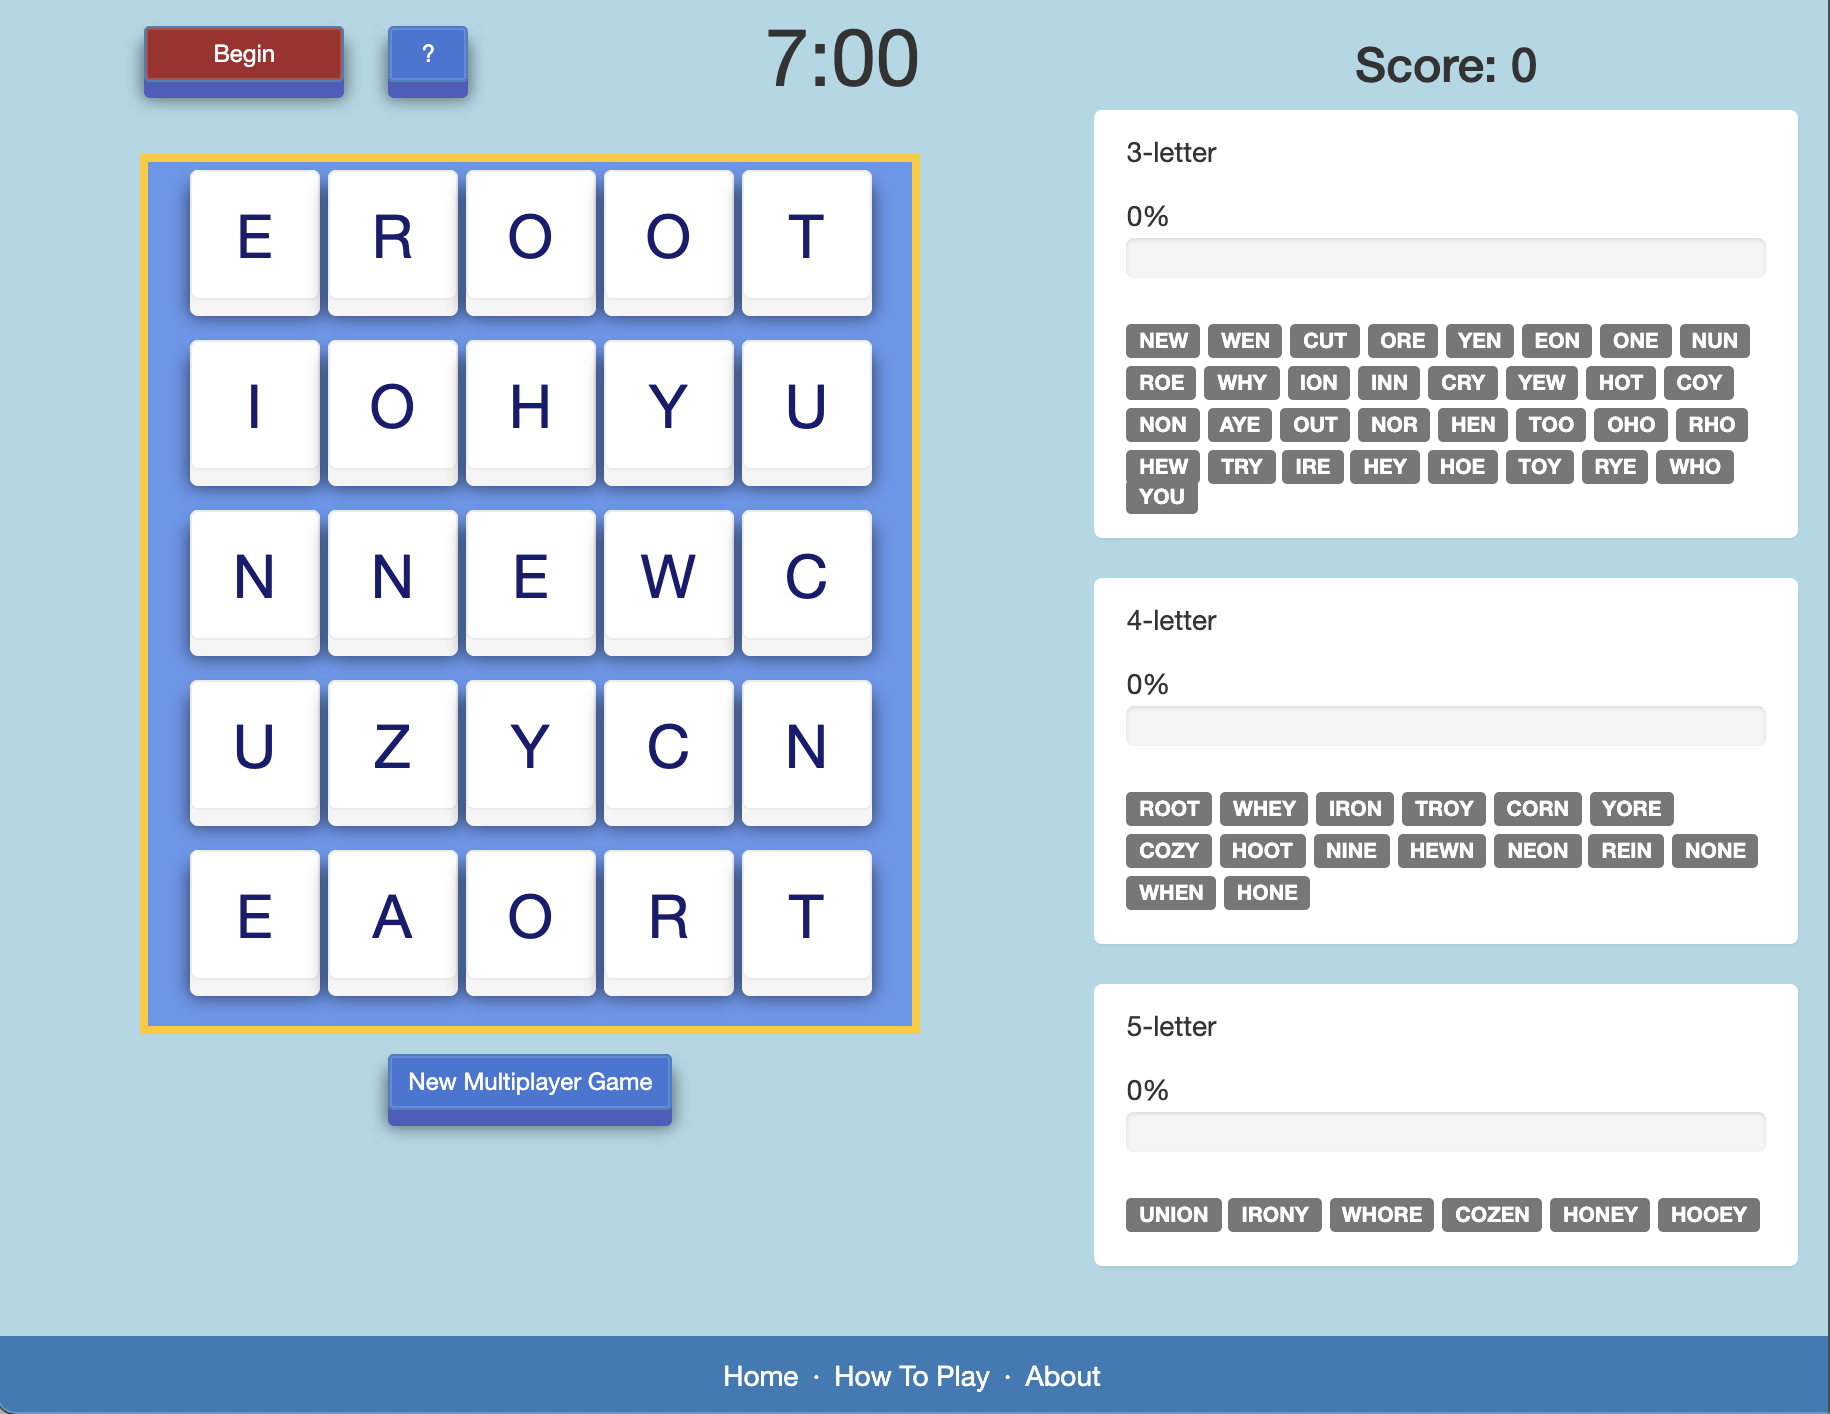 Begin
?
7:00
Score: 0
E R O O T
I O H Y U
N N E W C
U Z Y C N
E A O R T
New Multiplayer Game
3-letter
0%
NEW WEN CUT ORE YEN EON ONE NUN
ROE WHY ION INN CRY YEW HOT COY
NON AYE OUT NOR HEN TOO OHO RHO
HEW TRY IRE HEY HOE TOY RYE WHO
YOU
4-letter
0%
ROOT WHEY IRON TROY CORN YORE
COZY HOOT NINE HEWN NEON REIN NONE
WHEN HONE
5-letter
0%
UNION IRONY WHORE COZEN HONEY HOOEY
Home · How To Play · About